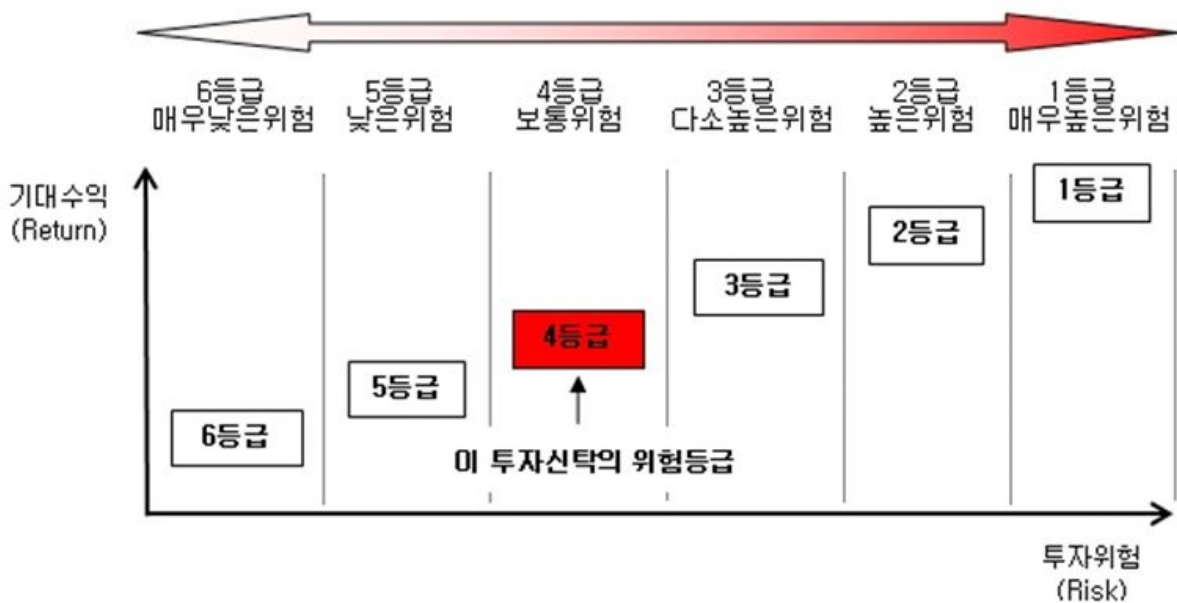 6등급 5등급 4등급 3등급 2등급 1등급
매우낮은위험 낮은위험 보통위험 다소높은위험 높은위험 매우높은위험
기대수익
(Return)
1등급
2등급
3등급
4등급
5등급
6등급
이 투자신탁의 위험등급
투자위험
(Risk)